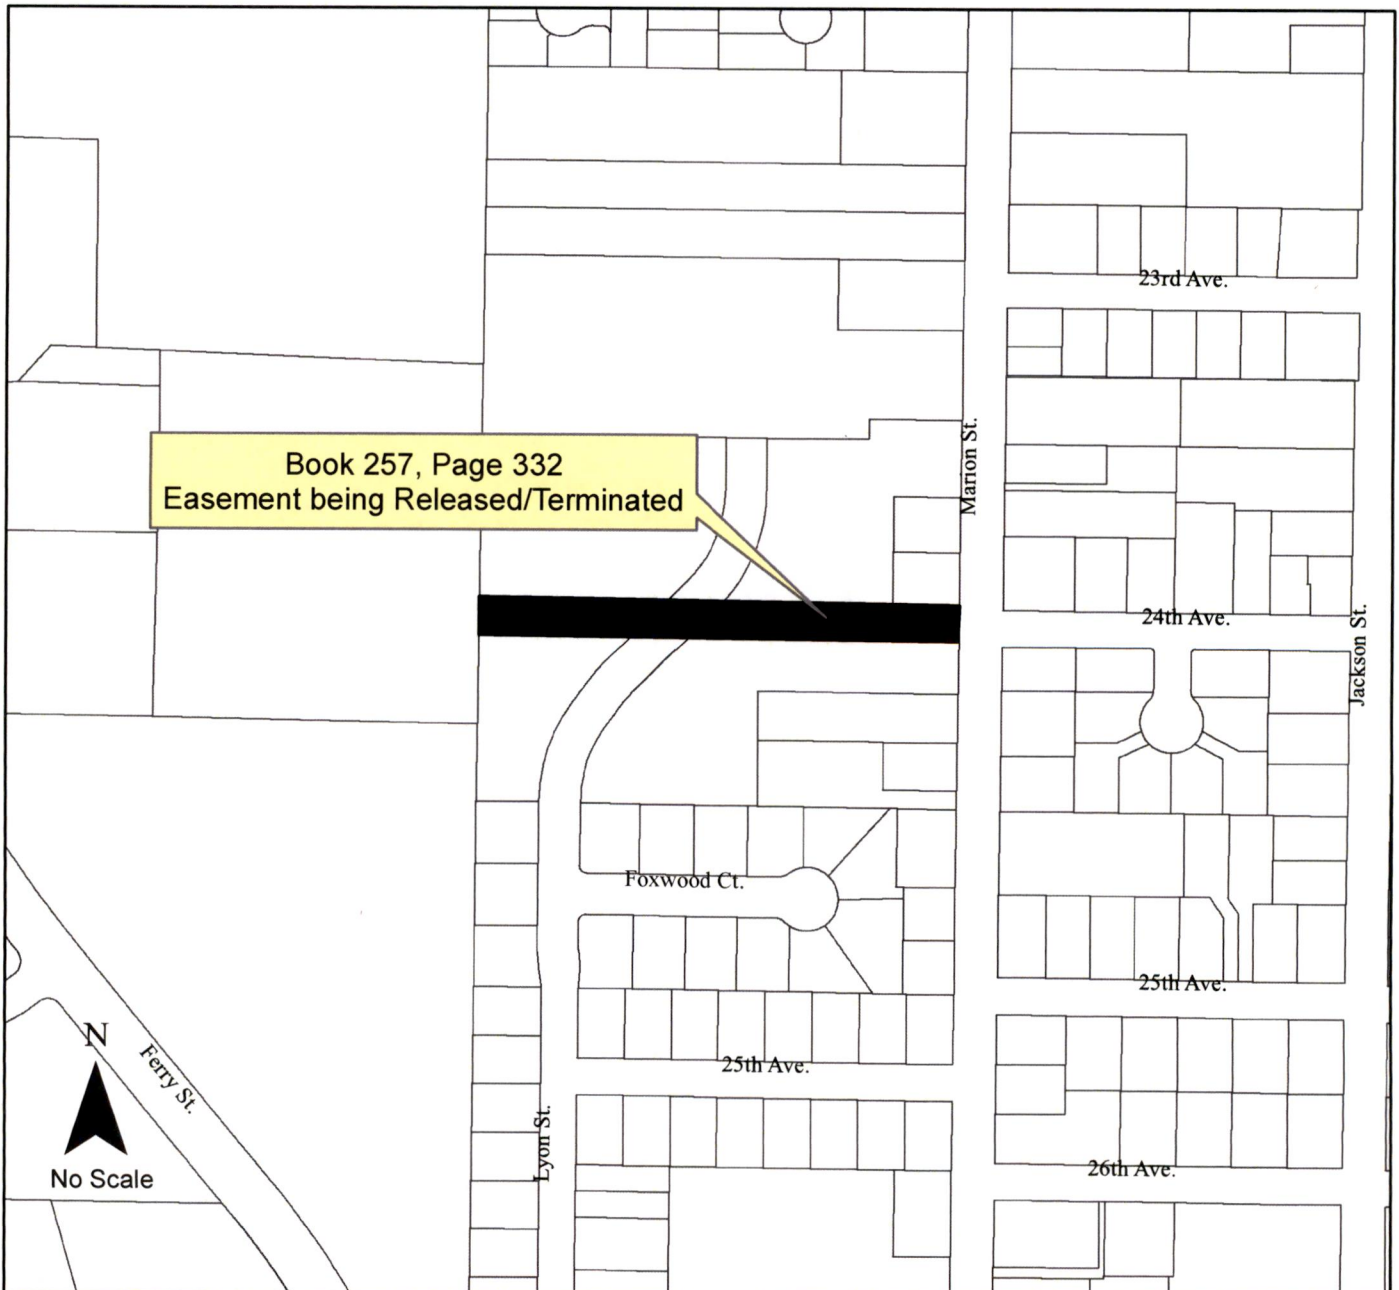 23rd Ave.
Marion St.
Book 257, Page 332
Easement being Released/Terminated
24th Ave.
Jackson St.
Foxwood Ct.
25th Ave.
N
Ferry St.
25th Ave.
Lyon St.
26th Ave.
No Scale